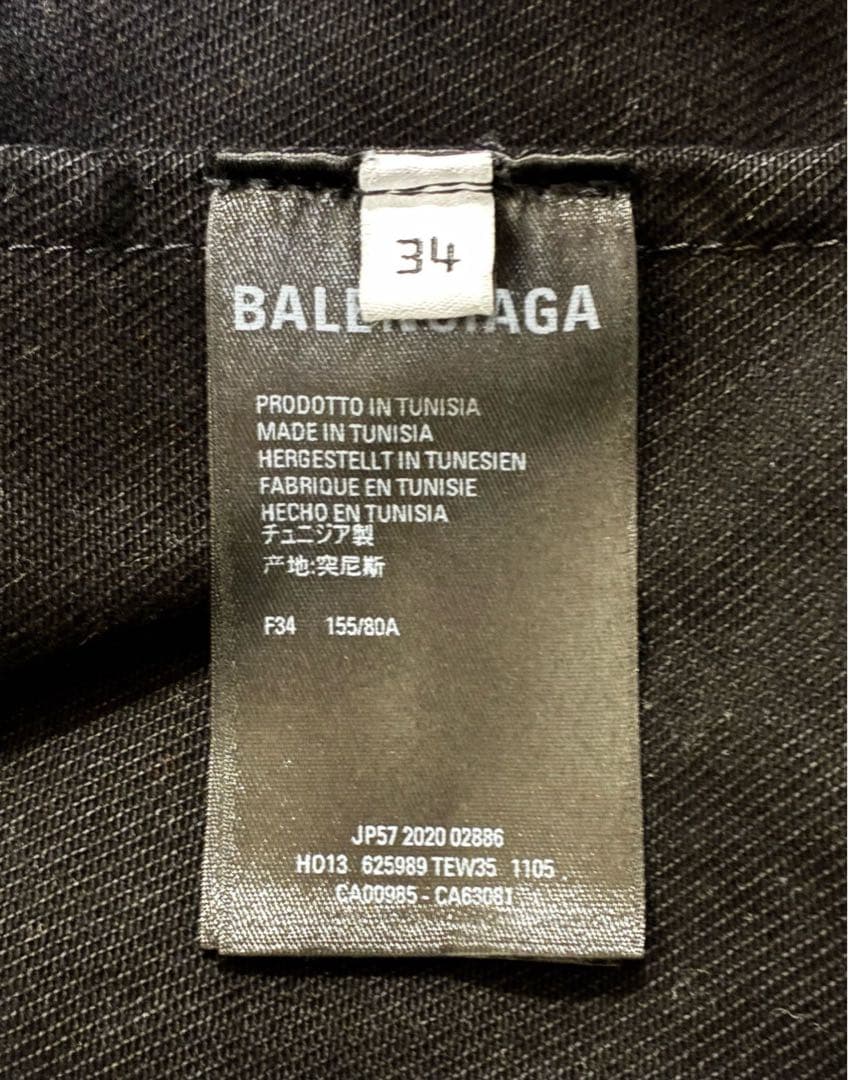 34
BALENCIAGA
PRODOTTO IN TUNISIA
MADE IN TUNISIA
HERGESTELLT IN TUNESIEN
FABRIQUE EN TUNISIE
HECHO EN TUNISIA
チュニジア製
产地:突尼斯
F34 155/80A
JP57 2020 02886
HO13 625989 TEW35 1105
CA00985 - CA63081